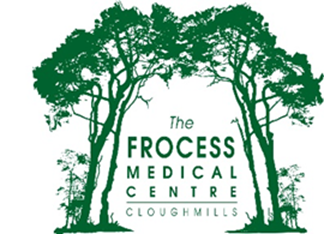 The
FROCESS
MEDICAL
CENTRE
CLOUGHMILLS